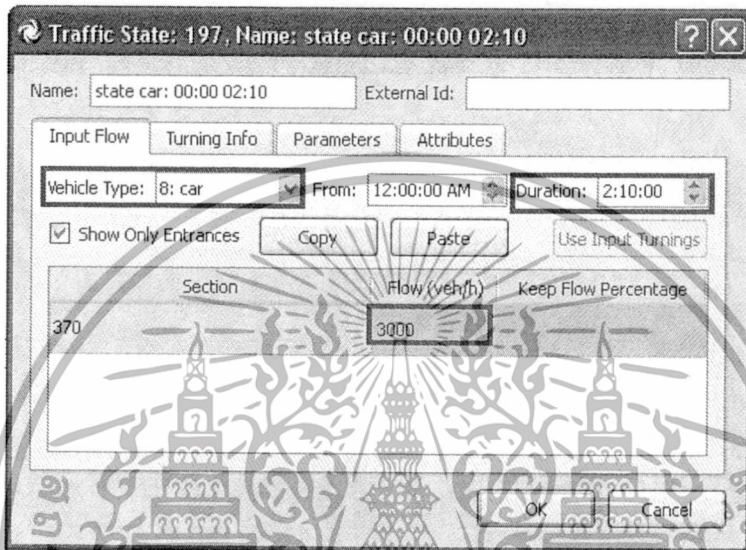 Traffic State: 197, Name: state car: 00:00 02:10
Name: state car: 00:00 02:10 External Id:
Input Flow Turning Info Parameters Attributes
Vehicle Type: 8: car From: 12:00:00 AM Duration: 2:10:00
Show Only Entrances Copy Paste Use Input Turnings
Section Flow (veh/h) Keep Flow Percentage
370 3000
OK Cancel